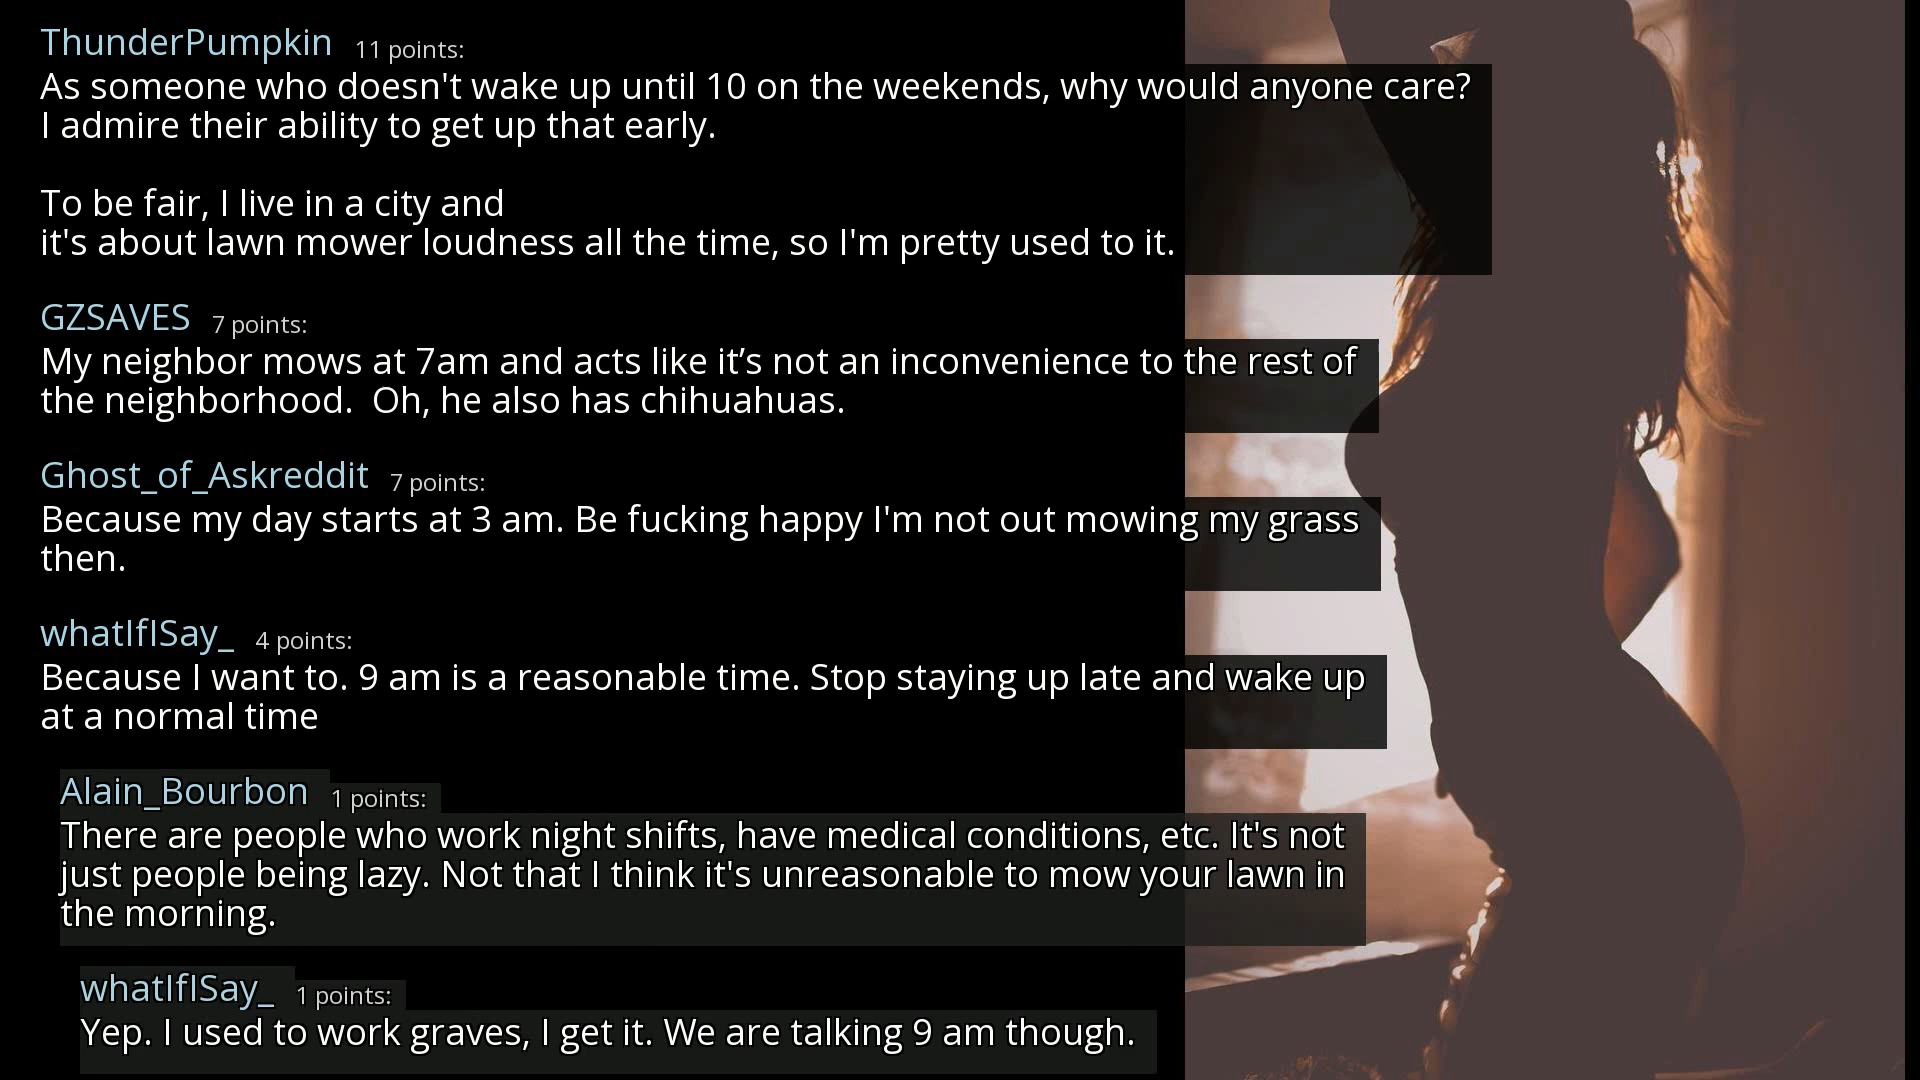 ThunderPumpkin 11 points:
As someone who doesn't wake up until 10 on the weekends, why would anyone care?
I admire their ability to get up that early.
To be fair, I live in a city and
it's about lawn mower loudness all the time, so I'm pretty used to it.
GZSAVES 7 points:
My neighbor mows at 7am and acts like it’s not an inconvenience to the rest of
the neighborhood.  Oh, he also has chihuahuas.
Ghost_of_Askreddit 7 points:
Because my day starts at 3 am. Be fucking happy I'm not out mowing my grass
then.
whatIfISay_ 4 points:
Because I want to. 9 am is a reasonable time. Stop staying up late and wake up
at a normal time
Alain_Bourbon 1 points:
There are people who work night shifts, have medical conditions, etc. It's not
just people being lazy. Not that I think it's unreasonable to mow your lawn in
the morning.
whatIfISay_ 1 points:
Yep. I used to work graves, I get it. We are talking 9 am though.